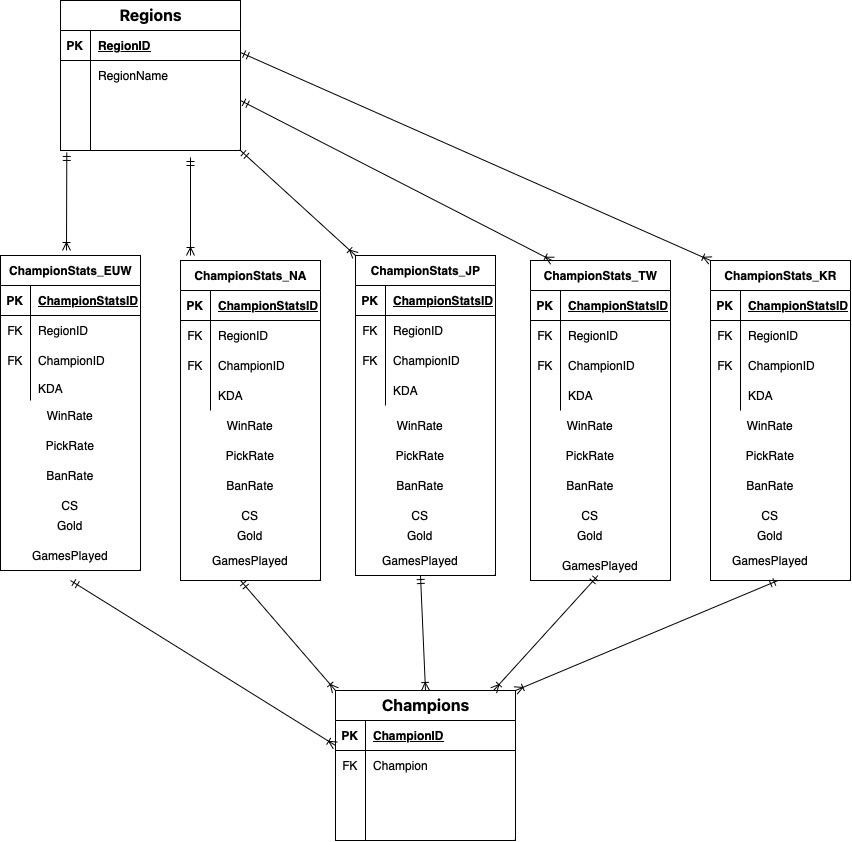 Regions
PK RegionID
RegionName
ChampionStats_EUW
PK ChampionStatsID
FK RegionID
FK ChampionID
KDA
WinRate
PickRate
BanRate
CS
Gold
GamesPlayed
ChampionStats_NA
PK ChampionStatsID
FK RegionID
FK ChampionID
KDA
WinRate
PickRate
BanRate
CS
Gold
GamesPlayed
ChampionStats_JP
PK ChampionStatsID
FK RegionID
FK ChampionID
KDA
WinRate
PickRate
BanRate
CS
Gold
GamesPlayed
ChampionStats_TW
PK ChampionStatsID
FK RegionID
FK ChampionID
KDA
WinRate
PickRate
BanRate
CS
Gold
GamesPlayed
ChampionStats_KR
PK ChampionStatsID
FK RegionID
FK ChampionID
KDA
WinRate
PickRate
BanRate
CS
Gold
GamesPlayed
Champions
PK ChampionID
FK Champion